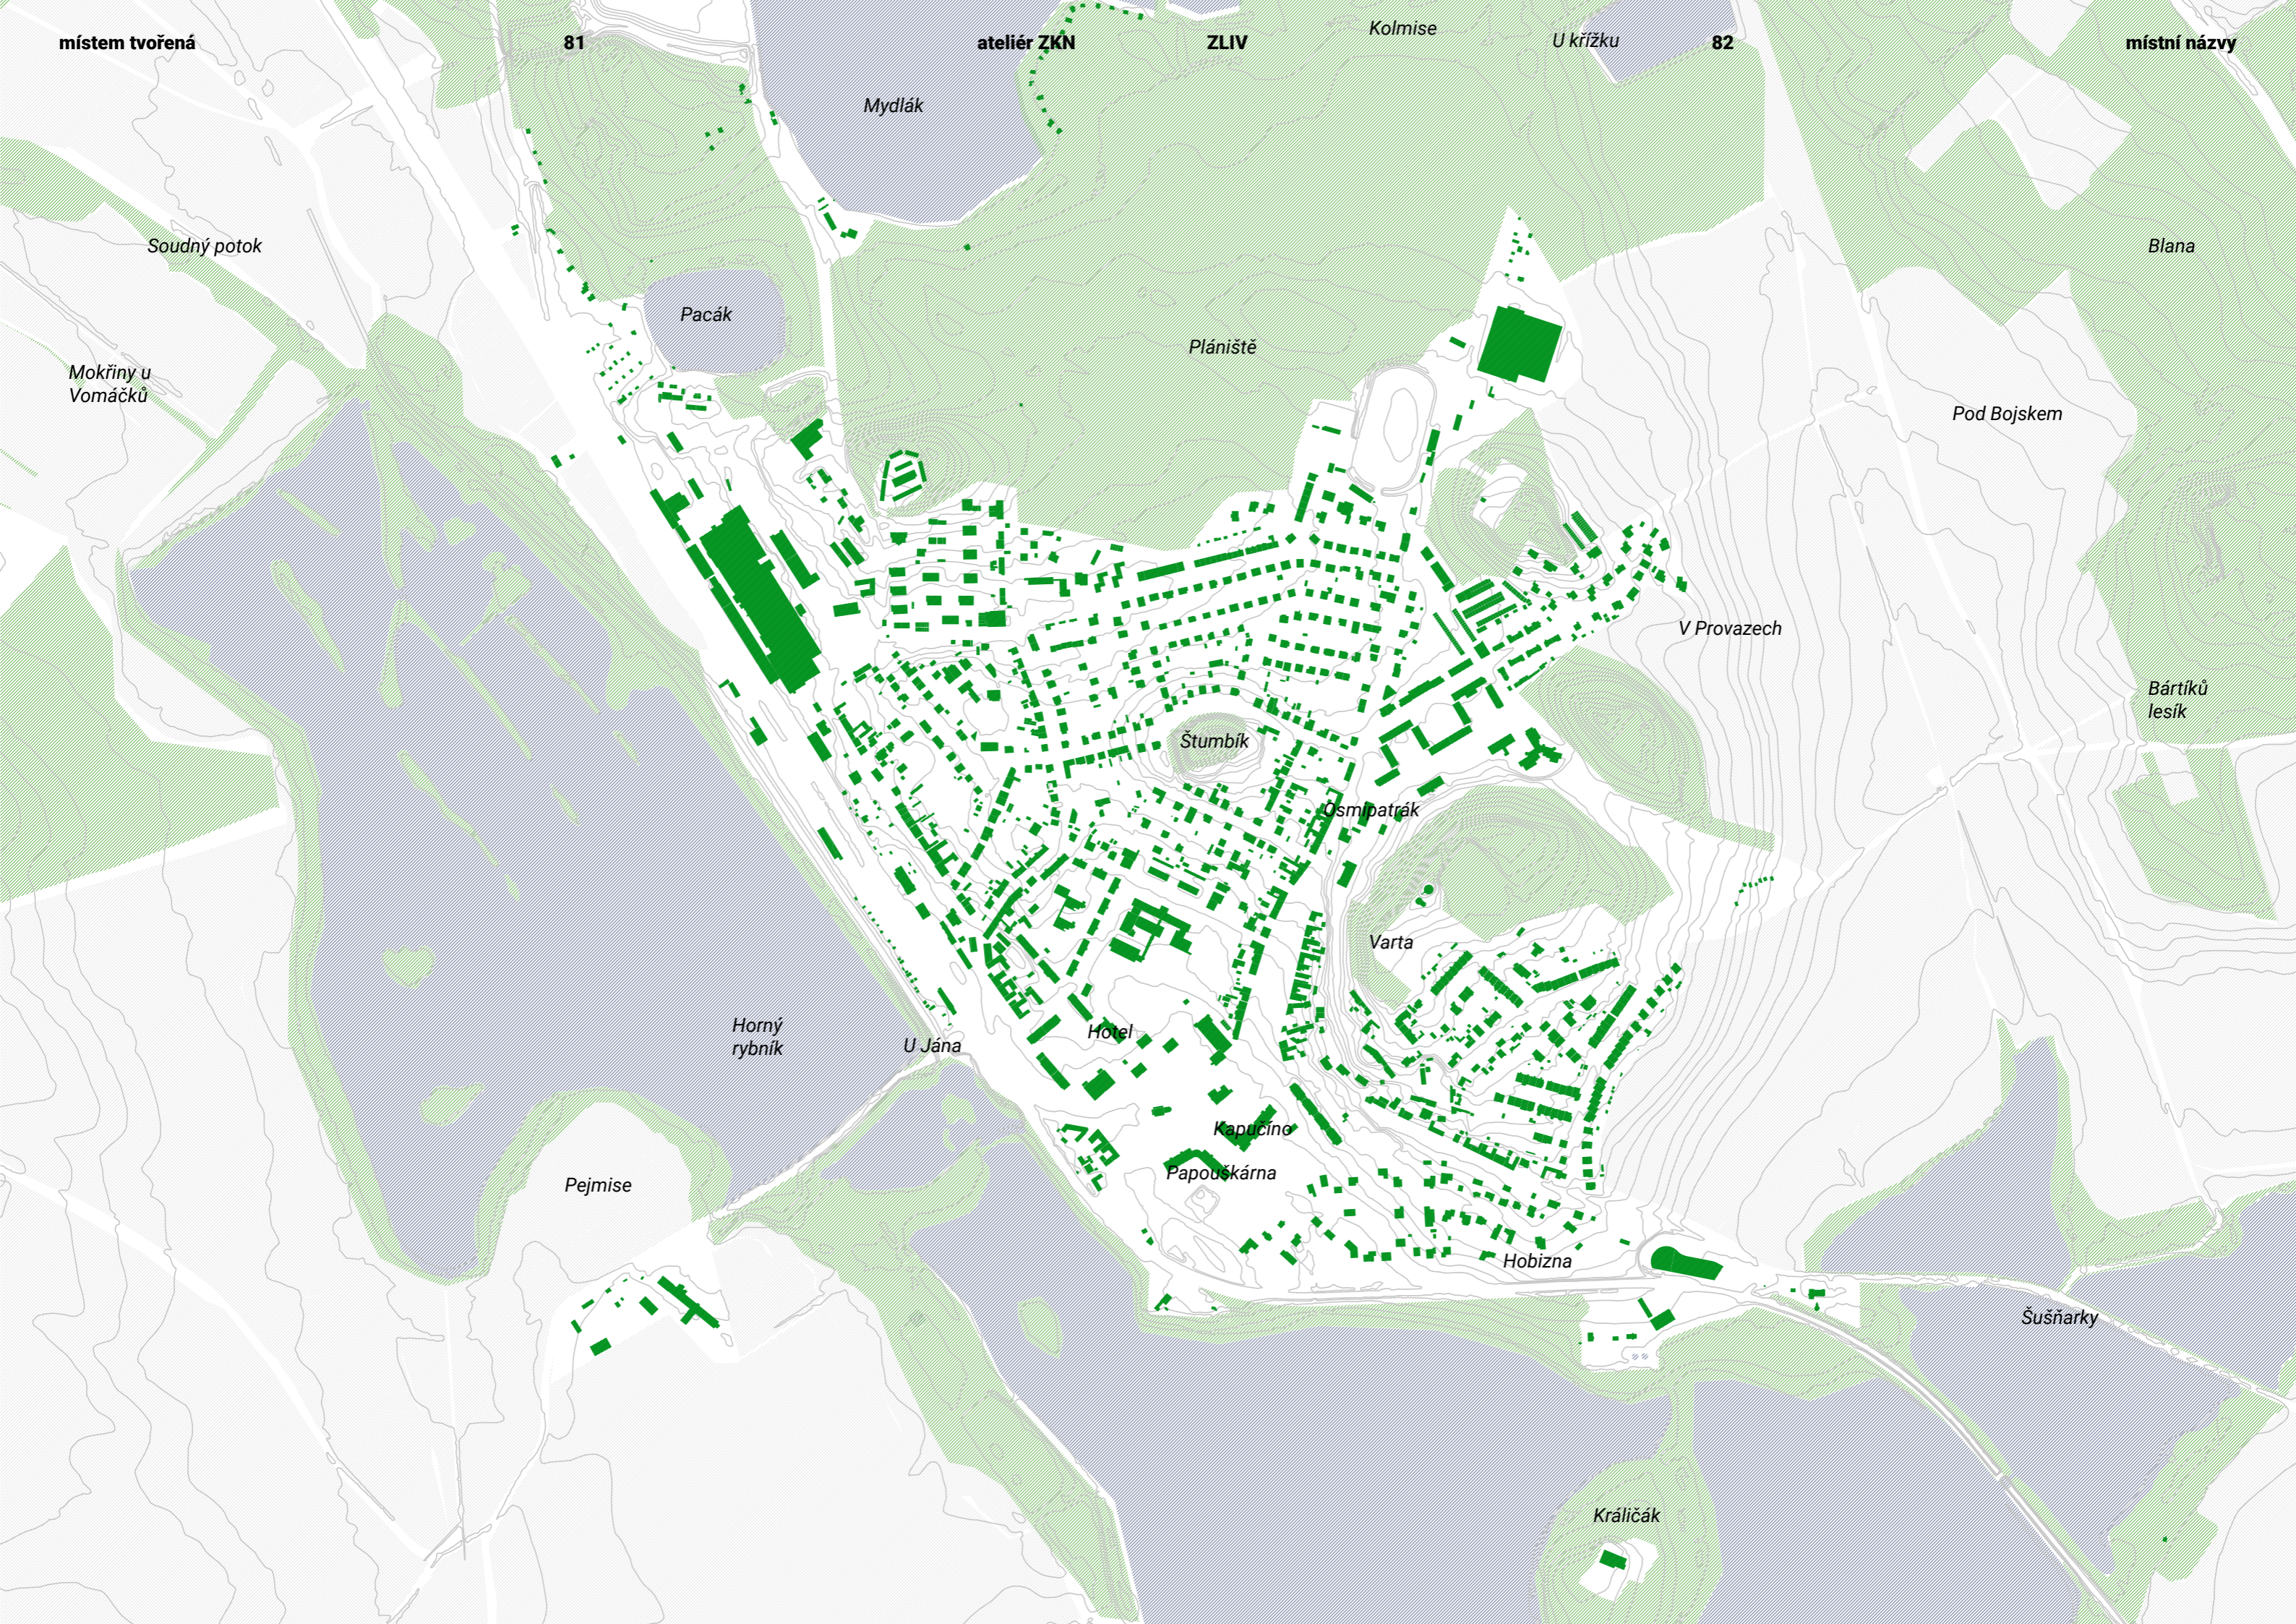 místem tvořená
81
ateliér ZKN
ZLIV
82
místní názvy
Kolmise
U křížku
Mydlák
Soudný potok
Blana
Pacák
Plániště
Mokřiny u
Vomáčků
Pod Bojskem
V Provazech
Bártíků
lesík
Štumbík
Osmipatrák
Varta
Horný
rybník
Hotel
U Jána
Kapučíno
Papouškárna
Pejmise
Hobizna
Šušňarky
Králičák